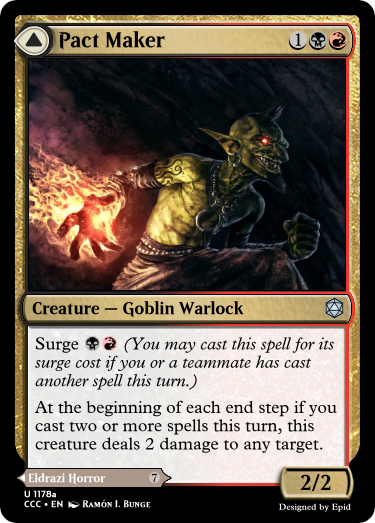 Pact Maker 1
Creature — Goblin Warlock
Surge (You may cast this spell for its
surge cost if you or a teammate has cast
another spell this turn.)
At the beginning of each end step if you
cast two or more spells this turn, this
creature deals 2 damage to any target.
Eldrazi Horror 7
2/2
U 1178a
CCC • EN Ramón I. Bunge
Designed by Epid